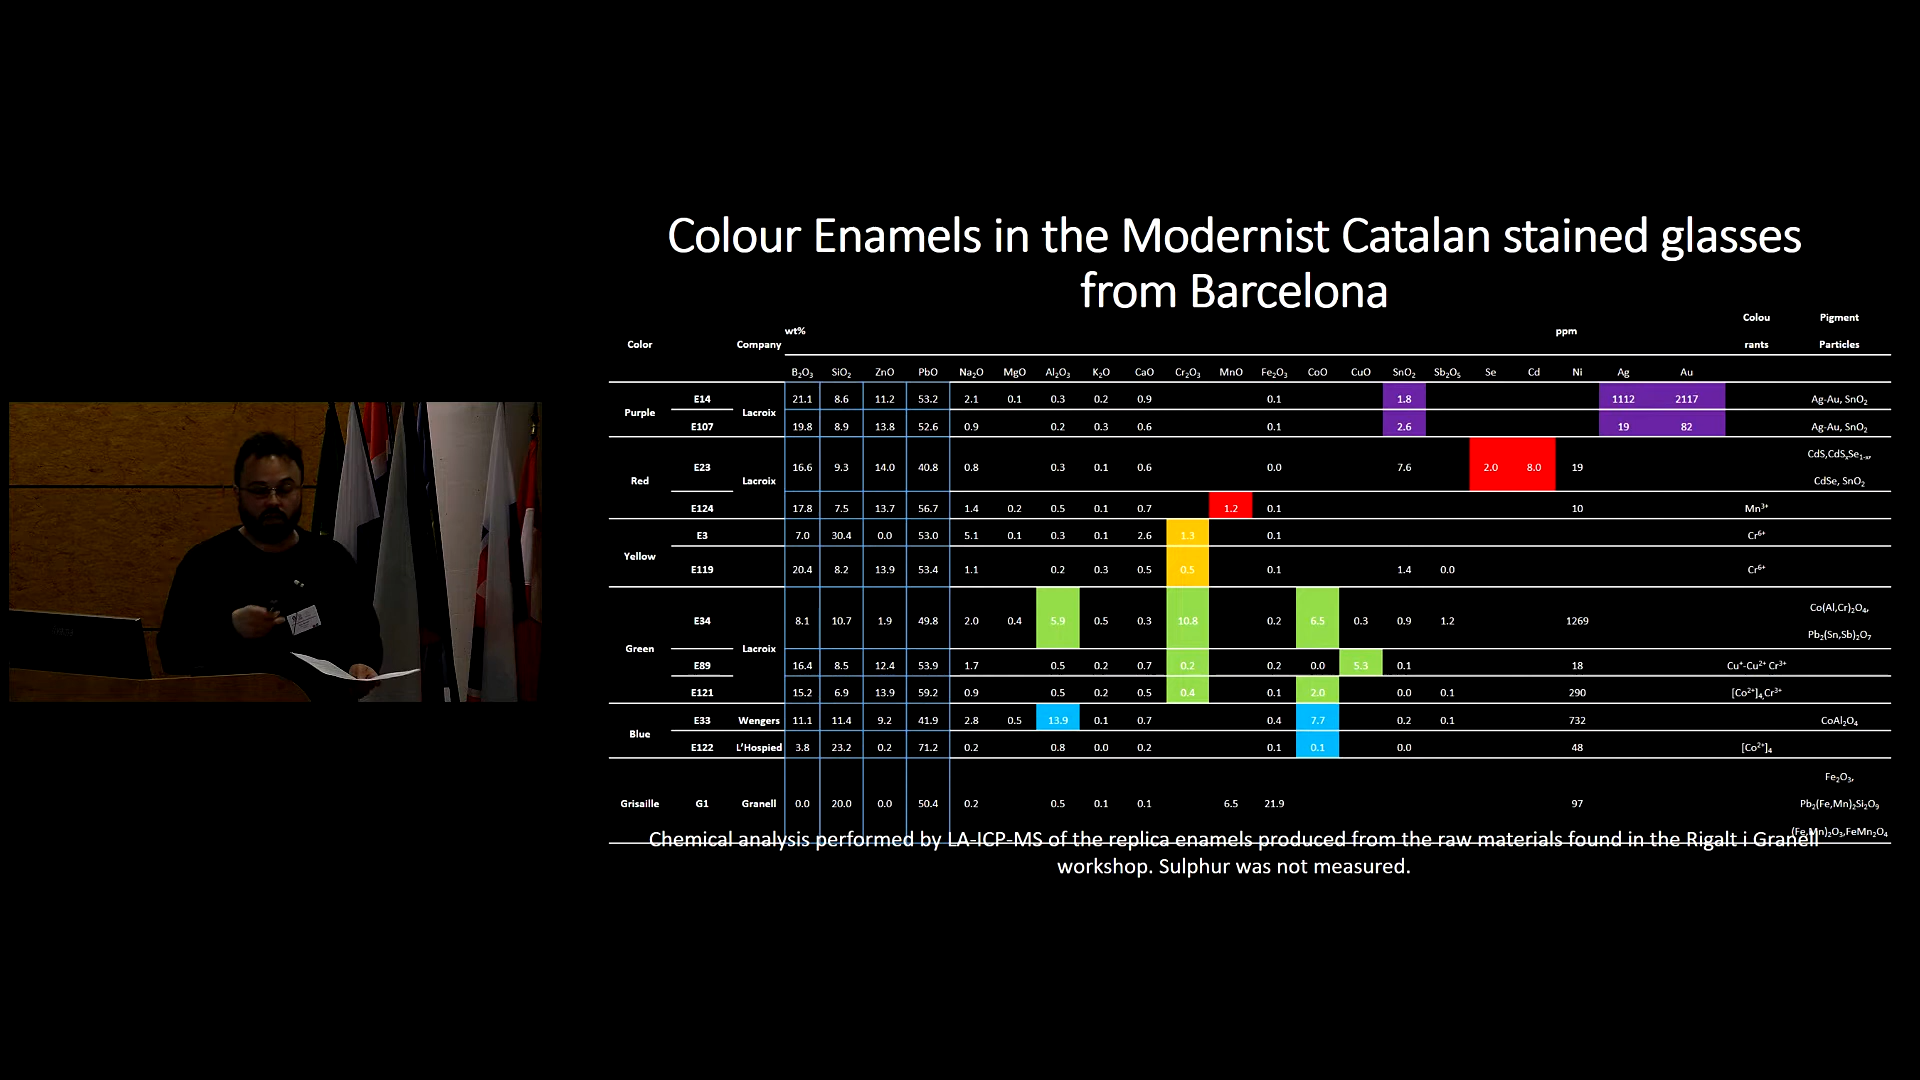 Colour Enamels in the Modernist Catalan stained glasses
from Barcelona
wt% ppm Colou Pigment
Color Company rants Particles
B₂O₃ SiO₂ ZnO PbO Na₂O MgO Al₂O₃ K₂O CaO Cr₂O₃ MnO Fe₂O₃ CoO CuO SnO₂ Sb₂O₅ Se Cd Ni Ag Au
Purple Lacroix
E14 21.1 8.6 11.2 53.2 2.1 0.1 0.3 0.2 0.9 0.1 1.8 1112 2117 Ag-Au, SnO₂
E107 19.8 8.9 13.8 52.6 0.9 0.2 0.3 0.6 0.1 2.6 19 82 Ag-Au, SnO₂
Red Lacroix
E23 16.6 9.3 14.0 40.8 0.8 0.3 0.1 0.6 0.0 7.6 2.0 8.0 19 CdS,CdSₓSe₁₋ₓ,
CdSe, SnO₂
E124 17.8 7.5 13.7 56.7 1.4 0.2 0.5 0.1 0.7 1.2 0.1 10 Mn³⁺
Yellow
E3 7.0 30.4 0.0 53.0 5.1 0.1 0.3 0.1 2.6 1.3 0.1 Cr⁶⁺
E119 20.4 8.2 13.9 53.4 1.1 0.2 0.3 0.5 0.5 0.1 1.4 0.0 Cr⁶⁺
Green Lacroix
E34 8.1 10.7 1.9 49.8 2.0 0.4 5.9 0.5 0.3 10.8 0.2 6.5 0.3 0.9 1.2 1269 Co(Al,Cr)₂O₄,
Pb₂(Sn,Sb)₂O₇
E89 16.4 8.5 12.4 53.9 1.7 0.5 0.2 0.7 0.2 0.2 0.0 5.3 0.1 18 Cu⁺-Cu²⁺ Cr³⁺
E121 15.2 6.9 13.9 59.2 0.9 0.5 0.2 0.5 0.4 0.1 2.0 0.0 0.1 290 [Co²⁺]₄,Cr³⁺
Blue
E33 Wengers 11.1 11.4 9.2 41.9 2.8 0.5 13.9 0.1 0.7 0.4 7.7 0.2 0.1 732 CoAl₂O₄
E122 L'Hospied 3.8 23.2 0.2 71.2 0.2 0.8 0.0 0.2 0.1 0.1 0.0 48 [Co²⁺]₄
Fe₂O₃,
Grisaille G1 Granell 0.0 20.0 0.0 50.4 0.2 0.5 0.1 0.1 6.5 21.9 97 Pb₂(Fe,Mn)₂Si₂O₉
(Fe,Mn)₂O₃,FeMn₂O₄
Chemical analysis performed by LA-ICP-MS of the replica enamels produced from the raw materials found in the Rigalt i Granell
workshop. Sulphur was not measured.